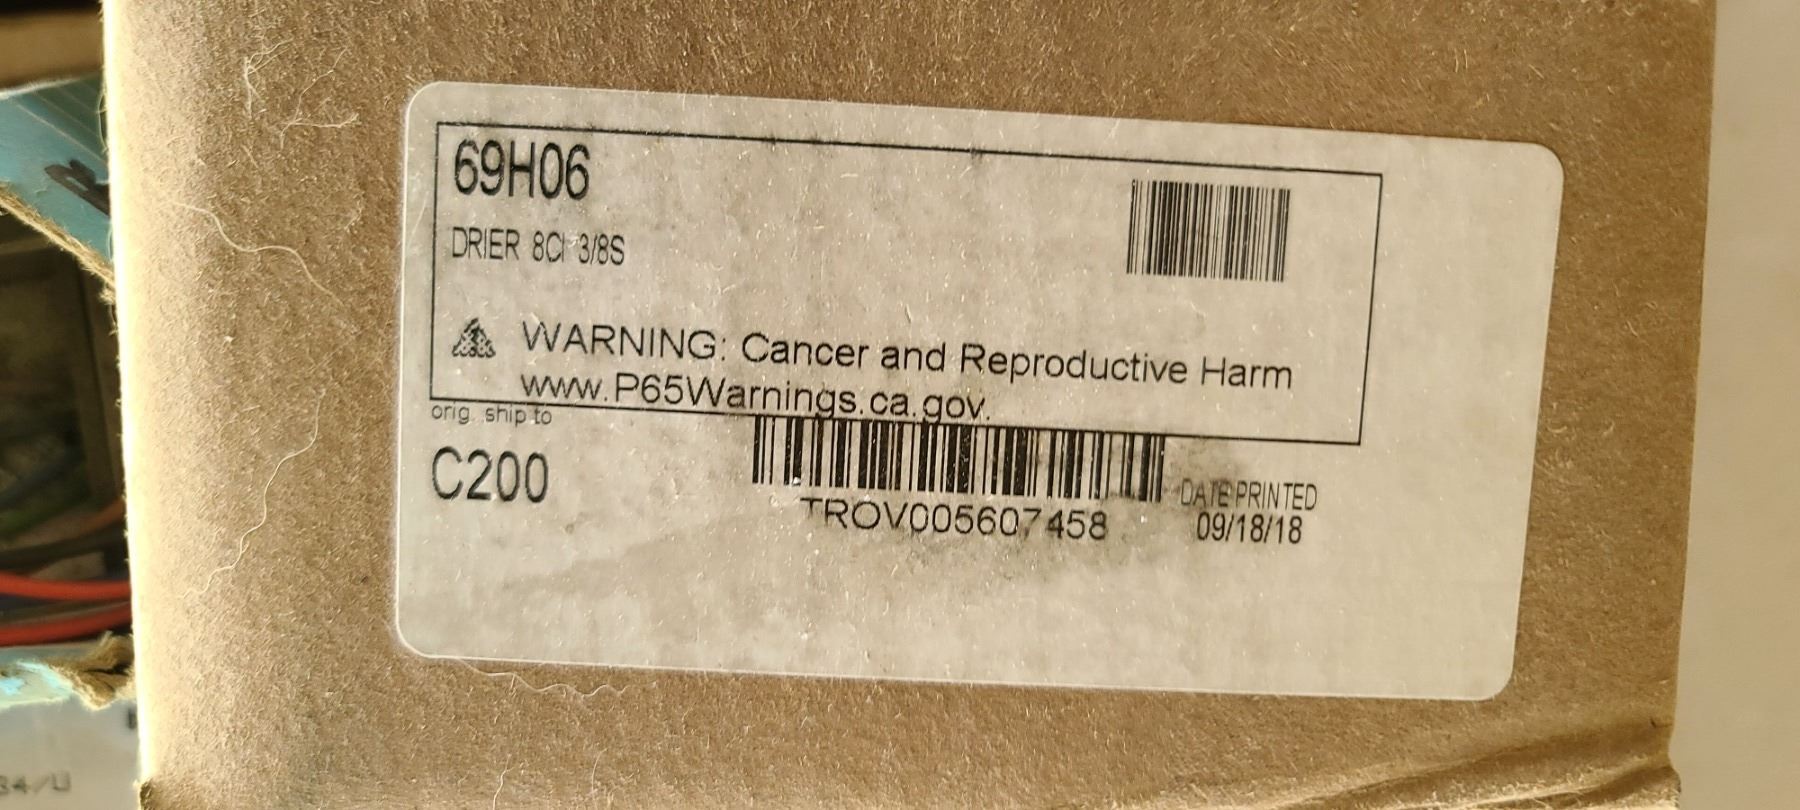 69H06
DRIER 8CI 3/8S
WARNING: Cancer and Reproductive Harm
www.P65Warnings.ca.gov.
orig. ship to
C200
TROV005607458
DATE PRINTED
09/18/18
34/U